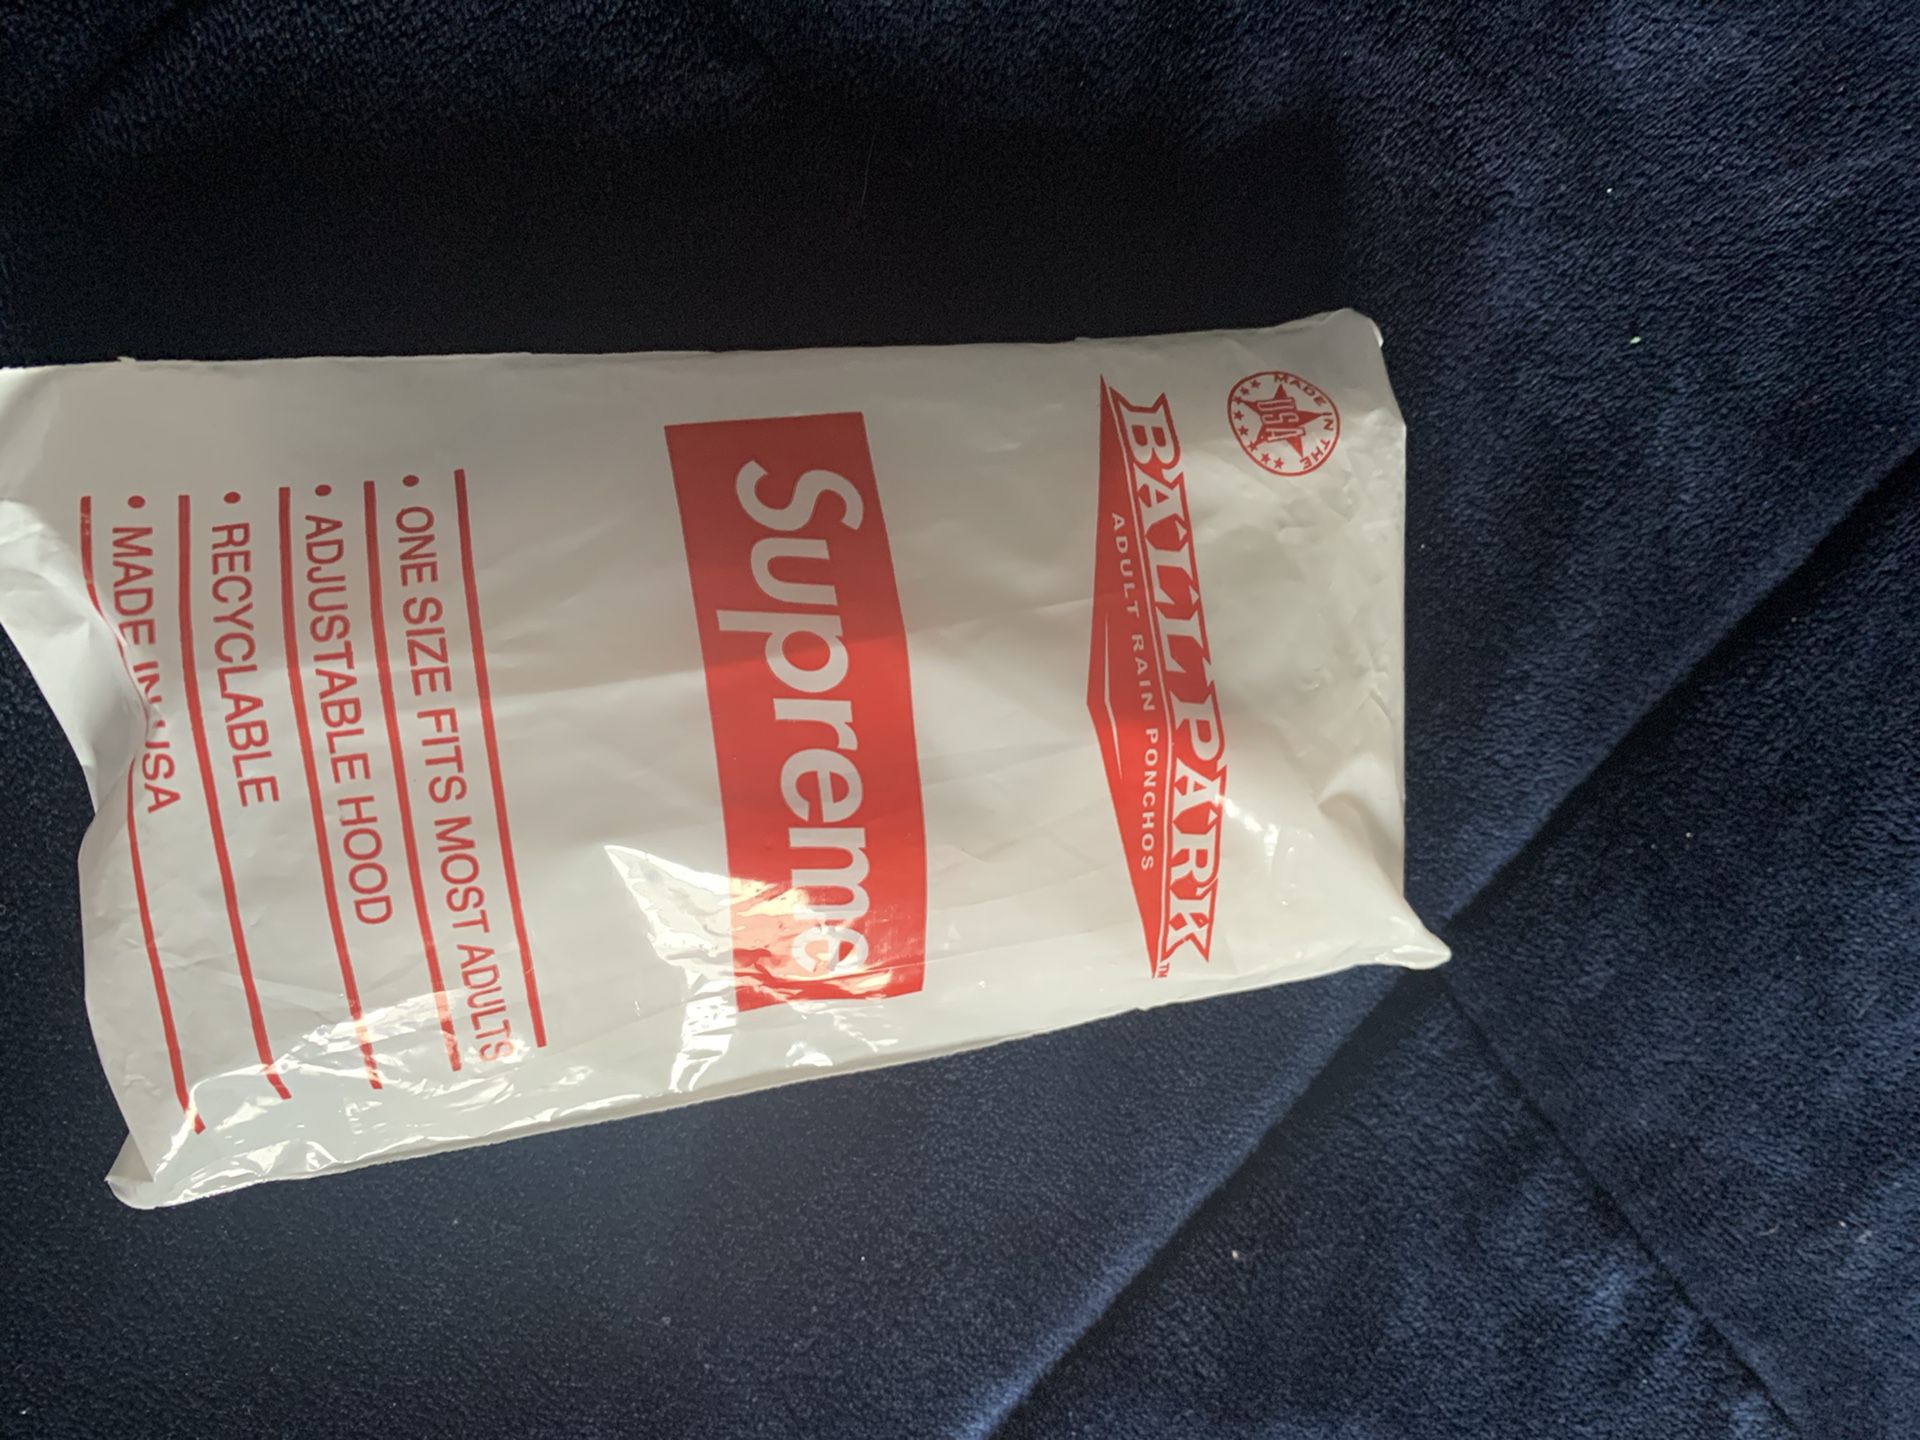 MADE IN THE
USA
BALLPARK™
ADULT RAIN PONCHOS
Supreme
• ONE SIZE FITS MOST ADULTS
• ADJUSTABLE HOOD
• RECYCLABLE
• MADE IN USA